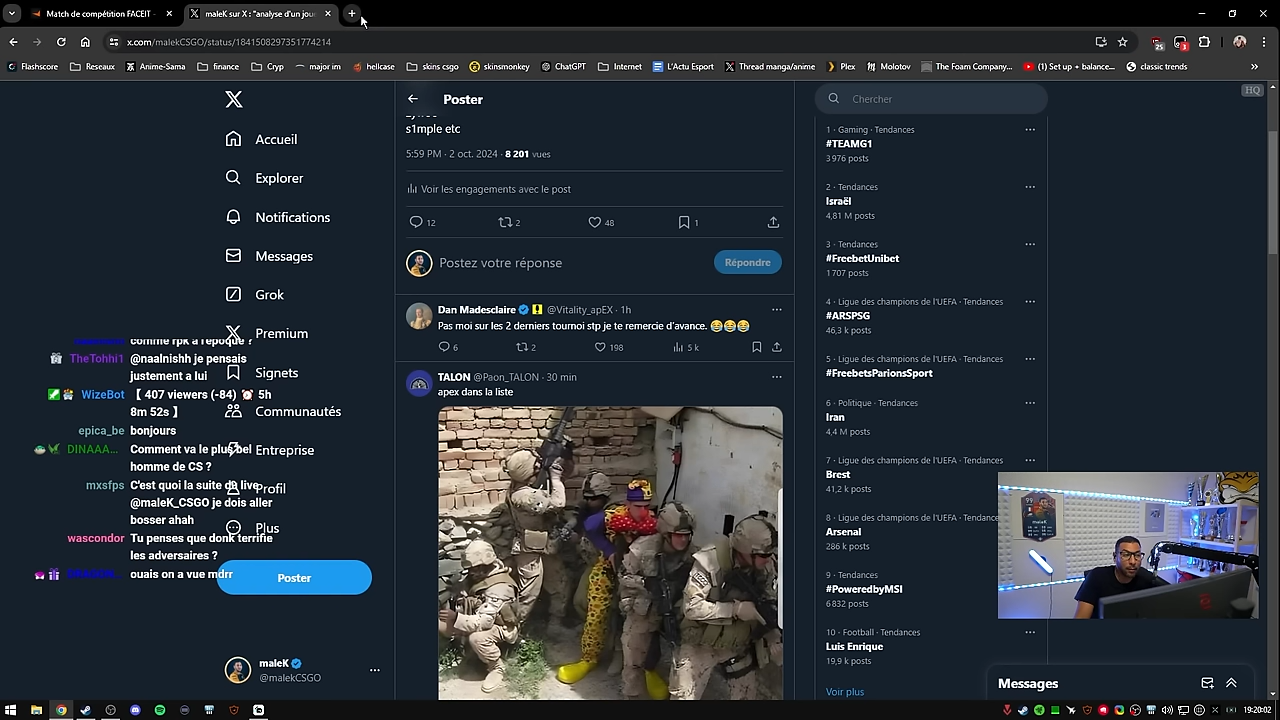 Match de compétition FACEIT
maleK sur X : "analyse d'un jou
x.com/malekCSGO/status/1841508297351774214
Flashscore
Reseaux
Anime-Sama
finance
Cryp
major im
hellcase
skins csgo
skinsmonkey
ChatGPT
Internet
L'Actu Esport
Thread manga/anime
Plex
Molotov
The Foam Company...
(1) Set up + balance...
classic trends
Accueil
Explorer
Notifications
Messages
Grok
Premium
Signets
Communautés
Entreprise
Profil
Plus
Poster
maleK
@malekCSGO
comme rpk à l'époque ?
TheTohhi1 @naalnishh je pensais
justement a lui
WizeBot 【 407 viewers (-84) ⏰ 5h
8m 52s 】
epica_be bonjours
DINAAA... Comment va le plus bel
homme de CS ?
mxsfps C'est quoi la suite du live
@maleK_CSGO je dois aller
bosser ahah
wascondor Tu penses que donk terrifie
les adversaires ?
ouais on a vue mdrr
Poster
s1mple etc
5:59 PM · 2 oct. 2024 · 8 201 vues
Voir les engagements avec le post
12 2 48 1
Postez votre réponse
Répondre
Dan Madesclaire @Vitality_apEX · 1h
Pas moi sur les 2 derniers tournoi stp je te remercie d'avance. 😂😂😂
6 2 198 5 k
TALON @Paon_TALON · 30 min
apex dans la liste
Chercher
HQ
1 · Gaming · Tendances
#TEAMG1
3 976 posts
2 · Tendances
Israël
4,81 M posts
3 · Tendances
#FreebetUnibet
1 707 posts
4 · Ligue des champions de l'UEFA · Tendances
#ARSPSG
46,3 k posts
5 · Ligue des champions de l'UEFA · Tendances
#FreebetsParionsSport
6 · Politique · Tendances
Iran
4,4 M posts
7 · Ligue des champions de l'UEFA · Tendances
Brest
41,2 k posts
8 · Ligue des champions de l'UEFA · Tendances
Arsenal
286 k posts
9 · Tendances
#PoweredbyMSI
6 832 posts
10 · Football · Tendances
Luis Enrique
19,9 k posts
Voir plus
99
maleK
Messages
19:20:02